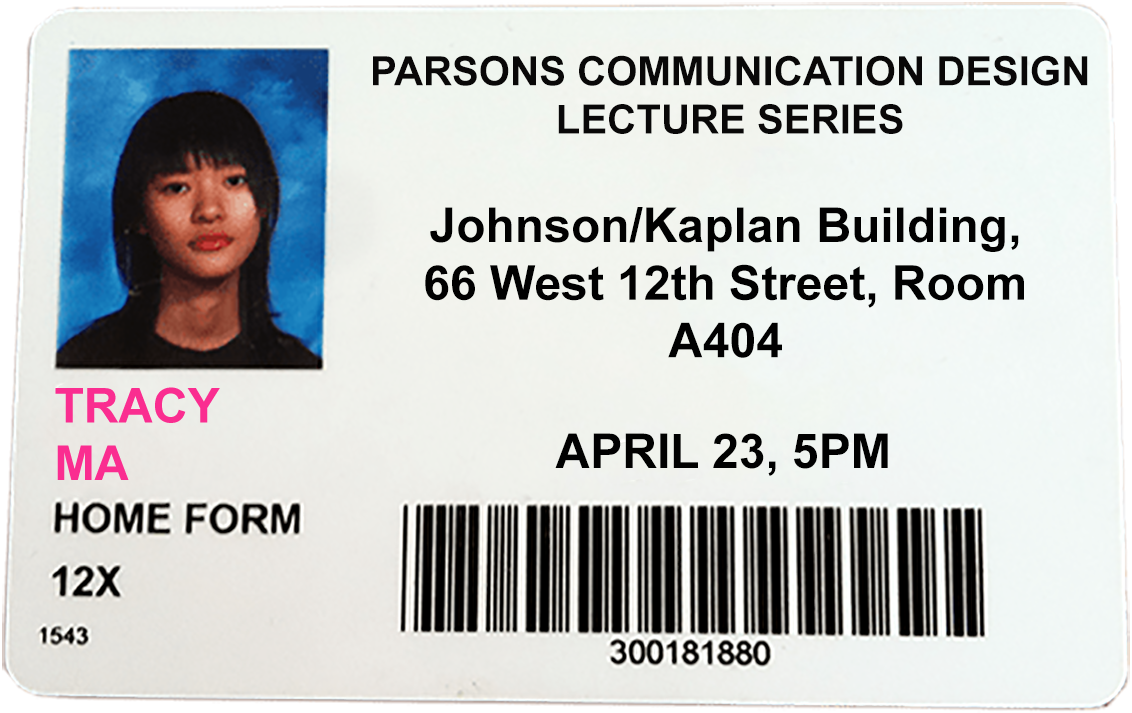 PARSONS COMMUNICATION DESIGN
LECTURE SERIES
Johnson/Kaplan Building,
66 West 12th Street, Room
A404
APRIL 23, 5PM
TRACY
MA
HOME FORM
12X
1543
300181880